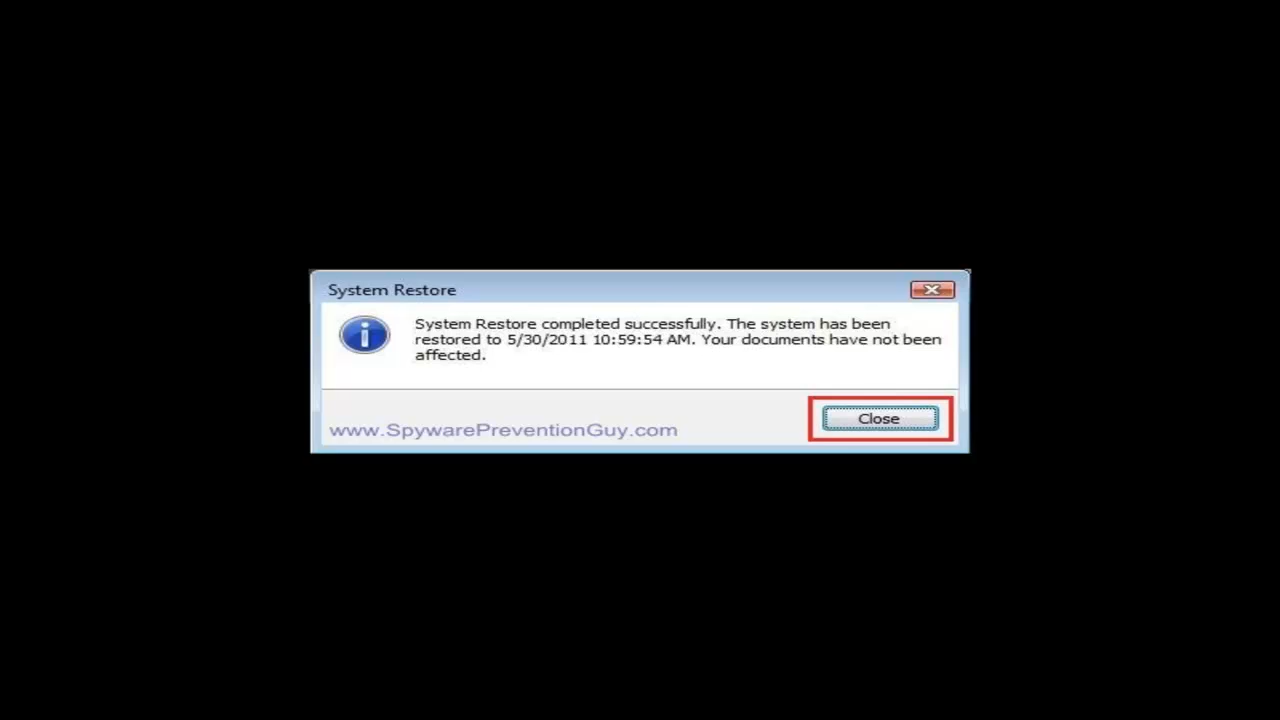 System Restore
System Restore completed successfully. The system has been
restored to 5/30/2011 10:59:54 AM. Your documents have not been
affected.
Close
www.SpywarePreventionGuy.com